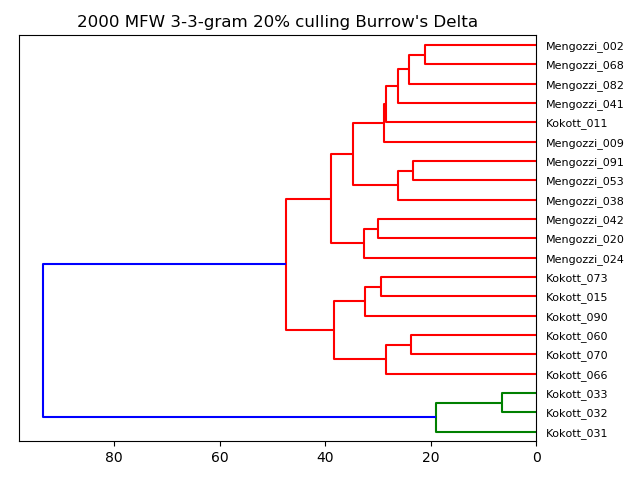 2000 MFW 3-3-gram 20% culling Burrow's Delta
Mengozzi_002
Mengozzi_068
Mengozzi_082
Mengozzi_041
Kokott_011
Mengozzi_009
Mengozzi_091
Mengozzi_053
Mengozzi_038
Mengozzi_042
Mengozzi_020
Mengozzi_024
Kokott_073
Kokott_015
Kokott_090
Kokott_060
Kokott_070
Kokott_066
Kokott_033
Kokott_032
Kokott_031
80 60 40 20 0